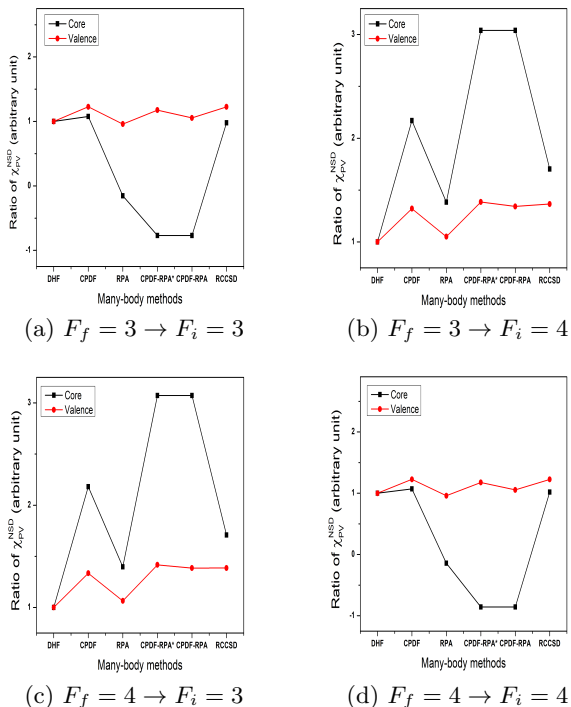 Core
Valence
2
1
0
-1
Ratio of χ_PV^NSD (arbitrary unit)
DHF CPDF RPA CPDF-RPA* CPDF-RPA RCCSD
Many-body methods
(a) F_f = 3 → F_i = 3
Core
Valence
3
2
1
Ratio of χ_PV^NSD (arbitrary unit)
DHF CPDF RPA CPDF-RPA* CPDF-RPA RCCSD
Many-body methods
(b) F_f = 3 → F_i = 4
Core
Valence
3
2
1
Ratio of χ_PV^NSD (arbitrary unit)
DHF CPDF RPA CPDF-RPA* CPDF-RPA RCCSD
Many-body methods
(c) F_f = 4 → F_i = 3
Core
Valence
2
1
0
-1
Ratio of χ_PV^NSD (arbitrary unit)
DHF CPDF RPA CPDF-RPA* CPDF-RPA RCCSD
Many-body methods
(d) F_f = 4 → F_i = 4